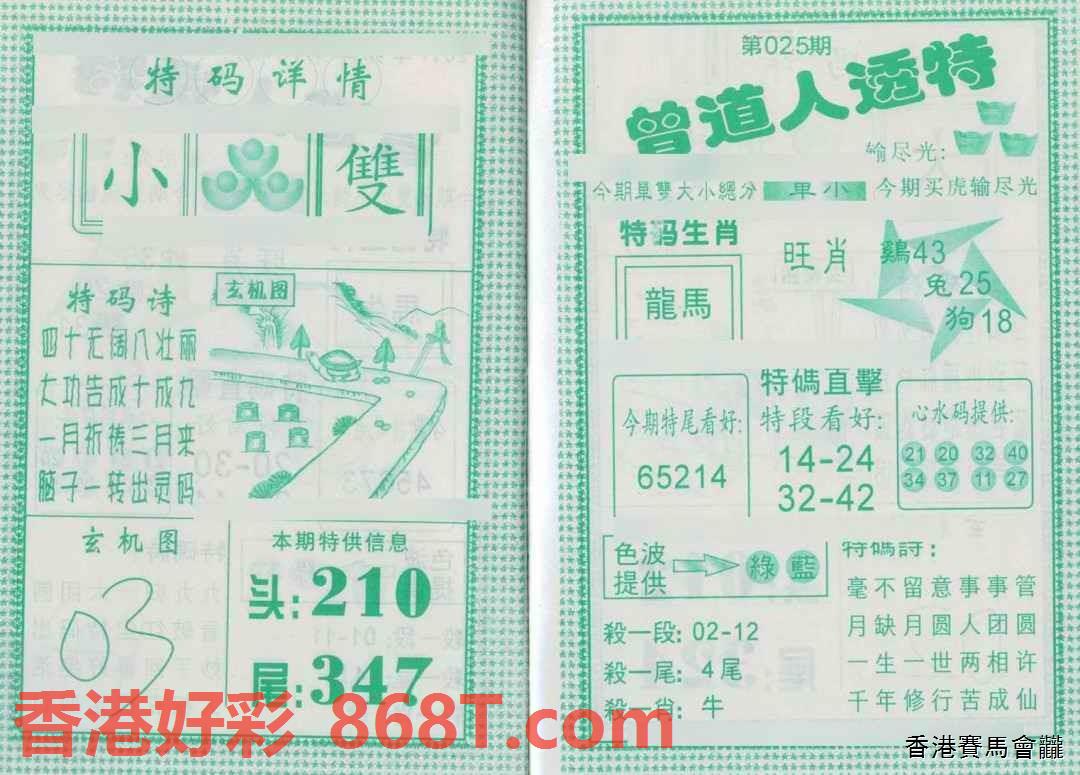 特码详情
小 雙
特码诗
四十无阔八壮丽
大功告成十成九
一月祈祷三月来
脑子一转出灵码
玄机图
玄机图
03
本期特供信息
头: 210
尾: 347
第025期
曾道人透特
输尽光:
今期單雙大小總分 單小 今期买虎输尽光
特码生肖
龍馬
旺肖
鷄43
兔25
狗18
今期特尾看好:
65214
特碼直擊
特段看好:
14-24
32-42
心水码提供:
21 20 32 40
34 37 11 27
色波
提供
綠 藍
殺一段: 02-12
殺一尾: 4尾
殺一肖: 牛
特碼詩:
毫不留意事事管
月缺月圆人团圆
一生一世两相许
千年修行苦成仙
香港好彩 868T.com
香港賽馬會